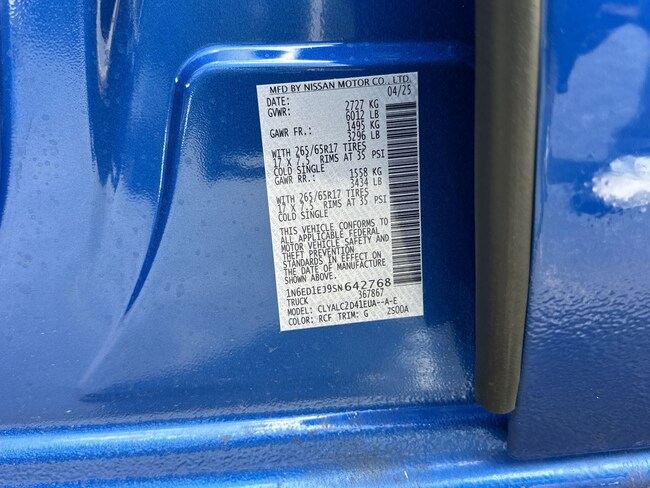 MFD BY NISSAN MOTOR CO., LTD.
DATE: 04/25
GVWR: 2727 KG
6012 LB
GAWR FR.: 1495 KG
3296 LB
WITH 265/65R17 TIRES
17 X 7.5 RIMS AT 35 PSI
COLD SINGLE
GAWR RR.: 1558 KG
3434 LB
WITH 265/65R17 TIRES
17 X 7.5 RIMS AT 35 PSI
COLD SINGLE
THIS VEHICLE CONFORMS TO
ALL APPLICABLE FEDERAL
MOTOR VEHICLE SAFETY AND
THEFT PREVENTION
STANDARDS IN EFFECT ON
THE DATE OF MANUFACTURE
SHOWN ABOVE.
1N6ED1EJ9SN642768
TRUCK 367867
MODEL: CLYALC2D41EUA--A-E
COLOR: RCF TRIM: G 2S00A